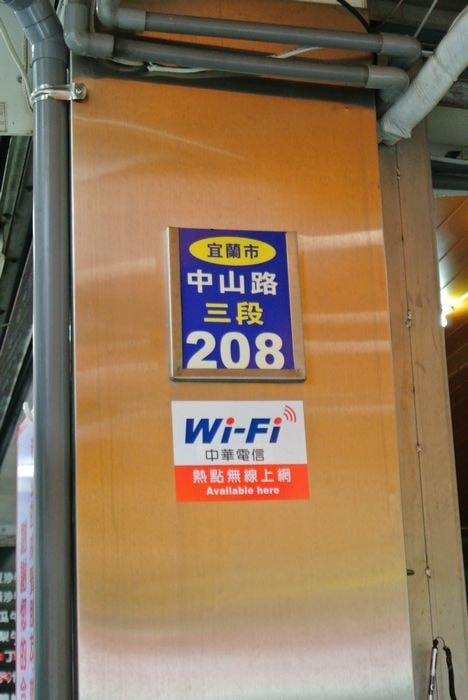 宜蘭市
中山路
三段
208
Wi-Fi
中華電信
熱點無線上網
Available here